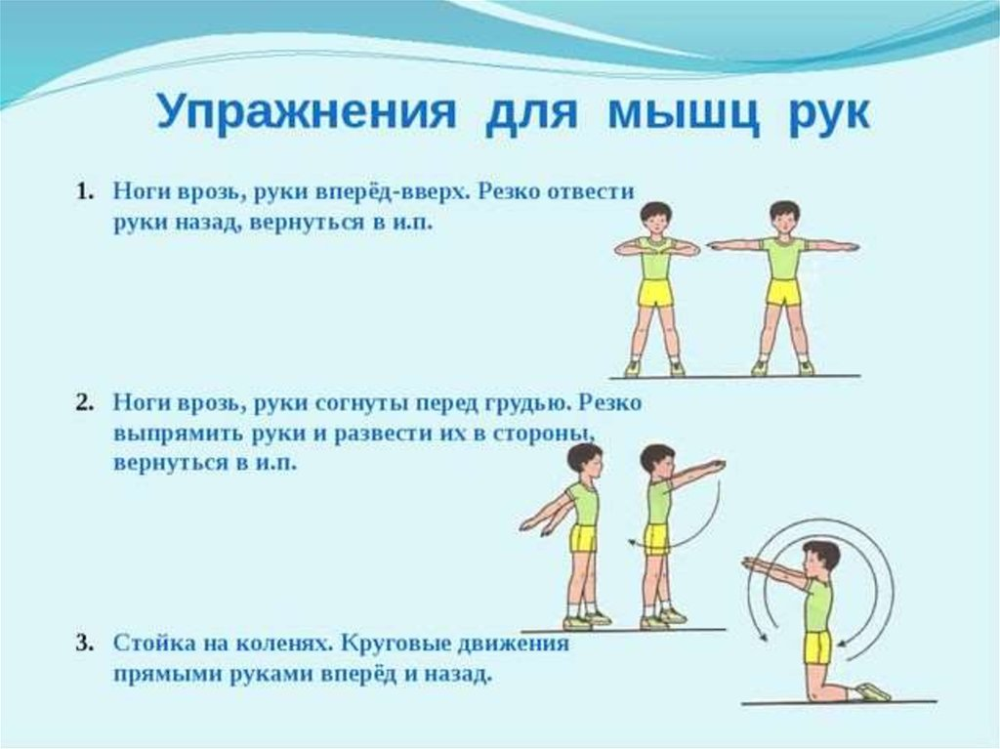 Упражнения для мышц рук
1. Ноги врозь, руки вперёд-вверх. Резко отвести
руки назад, вернуться в и.п.
2. Ноги врозь, руки согнуты перед грудью. Резко
выпрямить руки и развести их в стороны,
вернуться в и.п.
3. Стойка на коленях. Круговые движения
прямыми руками вперёд и назад.